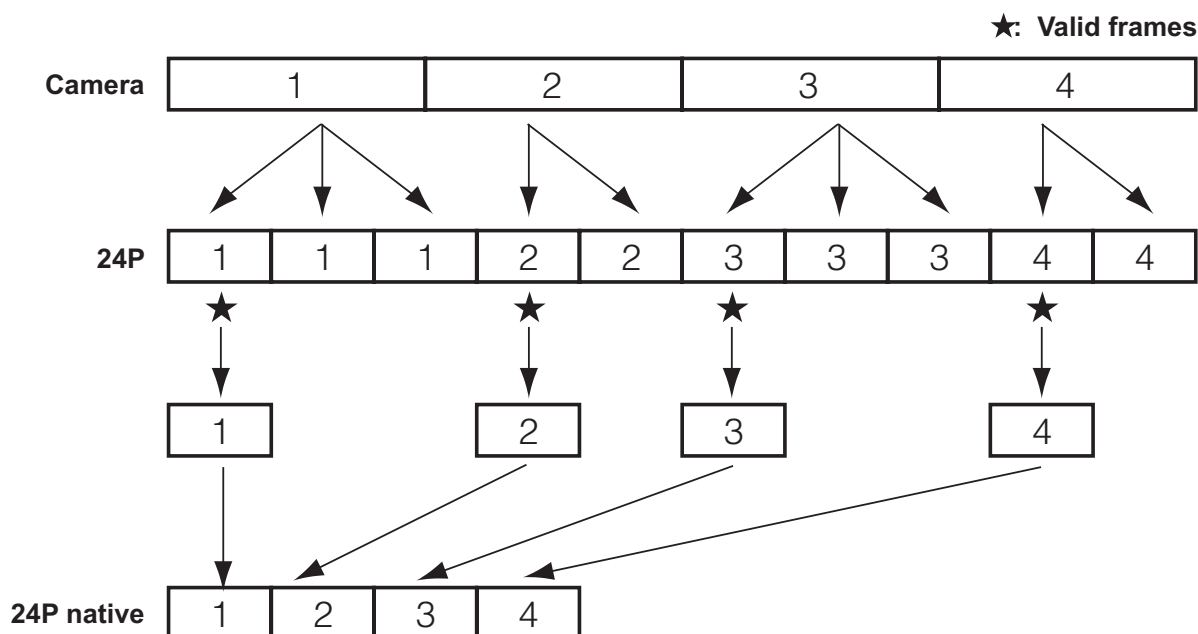 ★: Valid frames
Camera 1 2 3 4
24P 1 1 1 2 2 3 3 3 4 4
1 2 3 4
24P native 1 2 3 4